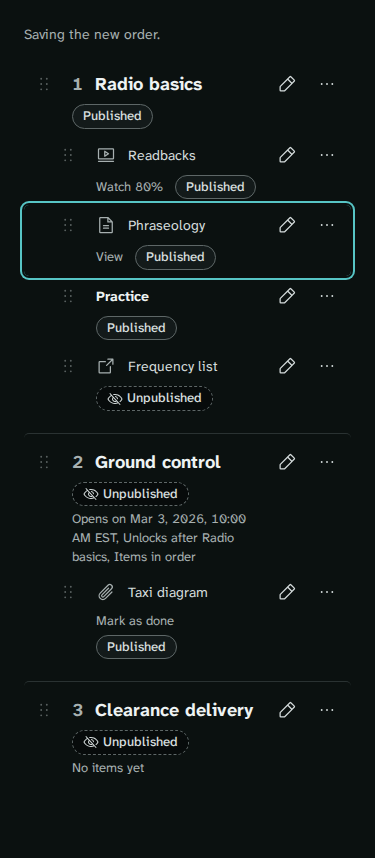 Saving the new order.
1 Radio basics
Published
Readbacks
Watch 80% Published
Phraseology
View Published
Practice
Published
Frequency list
Unpublished
2 Ground control
Unpublished
Opens on Mar 3, 2026, 10:00
AM EST, Unlocks after Radio
basics, Items in order
Taxi diagram
Mark as done
Published
3 Clearance delivery
Unpublished
No items yet